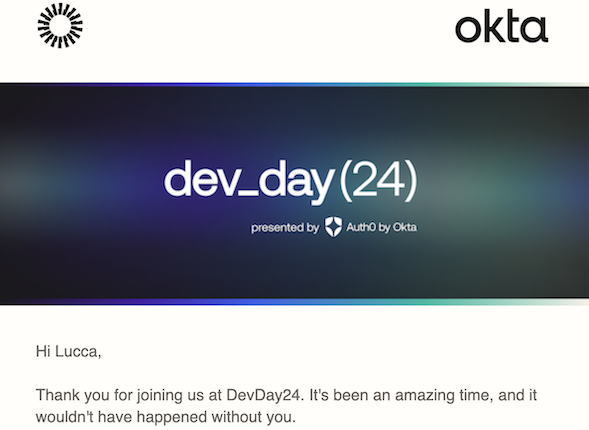 okta
dev_day(24)
presented by Auth0 by Okta
Hi Lucca,
Thank you for joining us at DevDay24. It's been an amazing time, and it
wouldn't have happened without you.